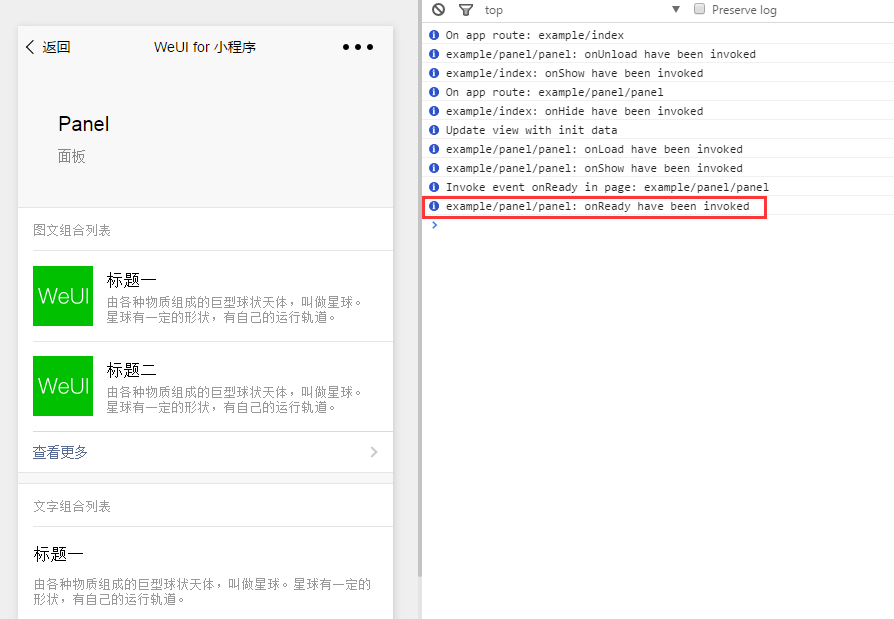 返回
WeUI for 小程序
Panel
面板
图文组合列表
WeUI
标题一
由各种物质组成的巨型球状天体，叫做星球。
星球有一定的形状，有自己的运行轨道。
WeUI
标题二
由各种物质组成的巨型球状天体，叫做星球。
星球有一定的形状，有自己的运行轨道。
查看更多
文字组合列表
标题一
由各种物质组成的巨型球状天体，叫做星球。星球有一定的
形状，有自己的运行轨道。
top
Preserve log
On app route: example/index
example/panel/panel: onUnload have been invoked
example/index: onShow have been invoked
On app route: example/panel/panel
example/index: onHide have been invoked
Update view with init data
example/panel/panel: onLoad have been invoked
example/panel/panel: onShow have been invoked
Invoke event onReady in page: example/panel/panel
example/panel/panel: onReady have been invoked